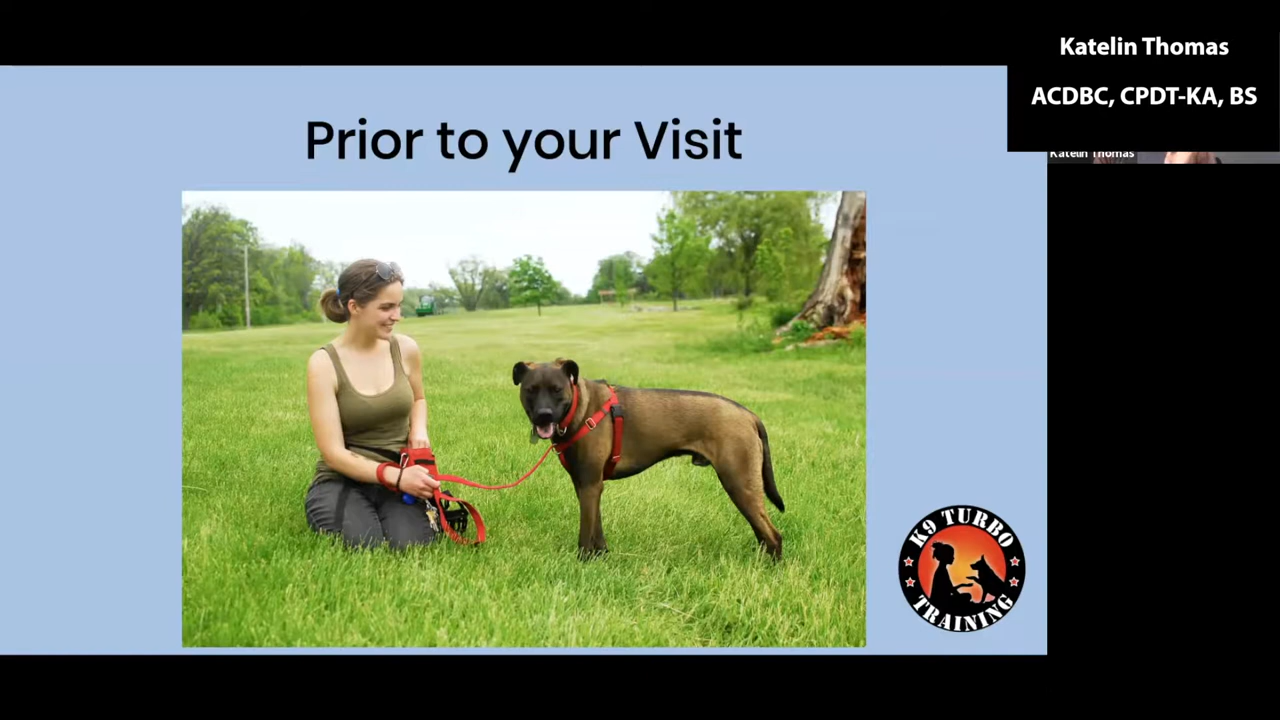 Katelin Thomas
ACDBC, CPDT-KA, BS
Katelin Thomas
Prior to your Visit
K9 TURBO
TRAINING